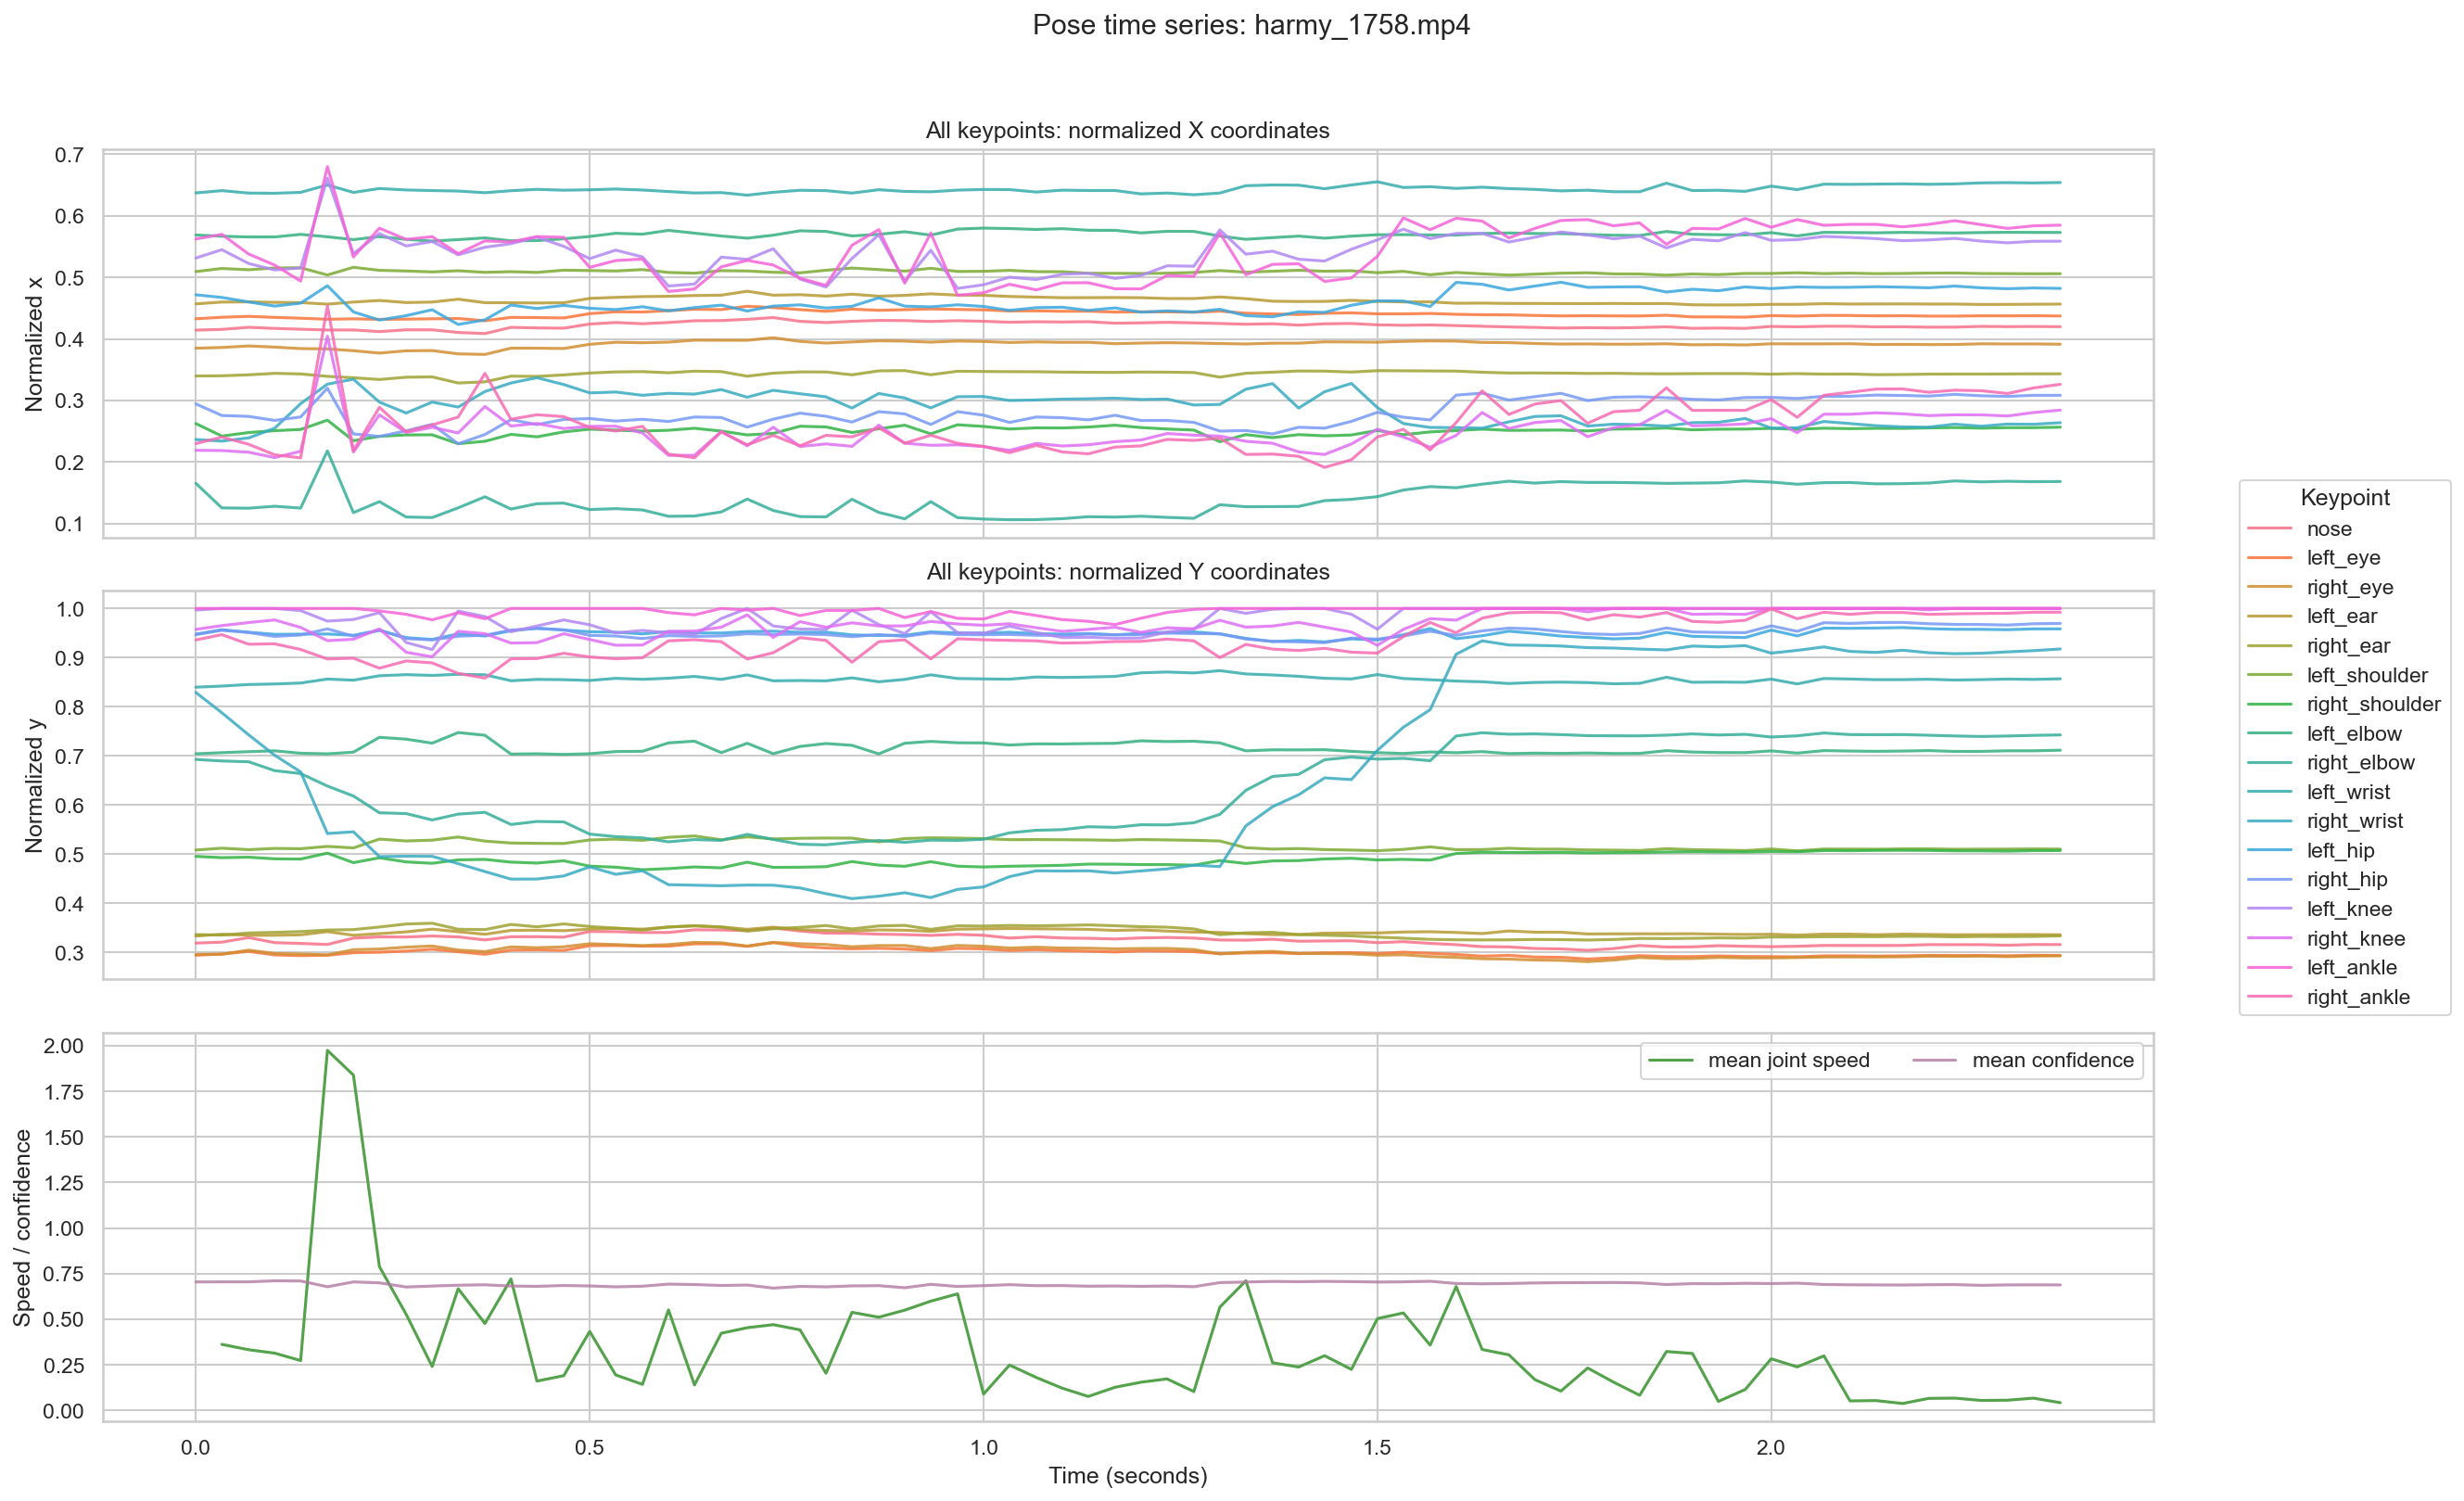 Pose time series: harmy_1758.mp4
All keypoints: normalized X coordinates
Normalized x
0.7
0.6
0.5
0.4
0.3
0.2
0.1
All keypoints: normalized Y coordinates
Normalized y
1.0
0.9
0.8
0.7
0.6
0.5
0.4
0.3
Keypoint
nose
left_eye
right_eye
left_ear
right_ear
left_shoulder
right_shoulder
left_elbow
right_elbow
left_wrist
right_wrist
left_hip
right_hip
left_knee
right_knee
left_ankle
right_ankle
Speed / confidence
2.00
1.75
1.50
1.25
1.00
0.75
0.50
0.25
0.00
mean joint speed mean confidence
0.0 0.5 1.0 1.5 2.0
Time (seconds)